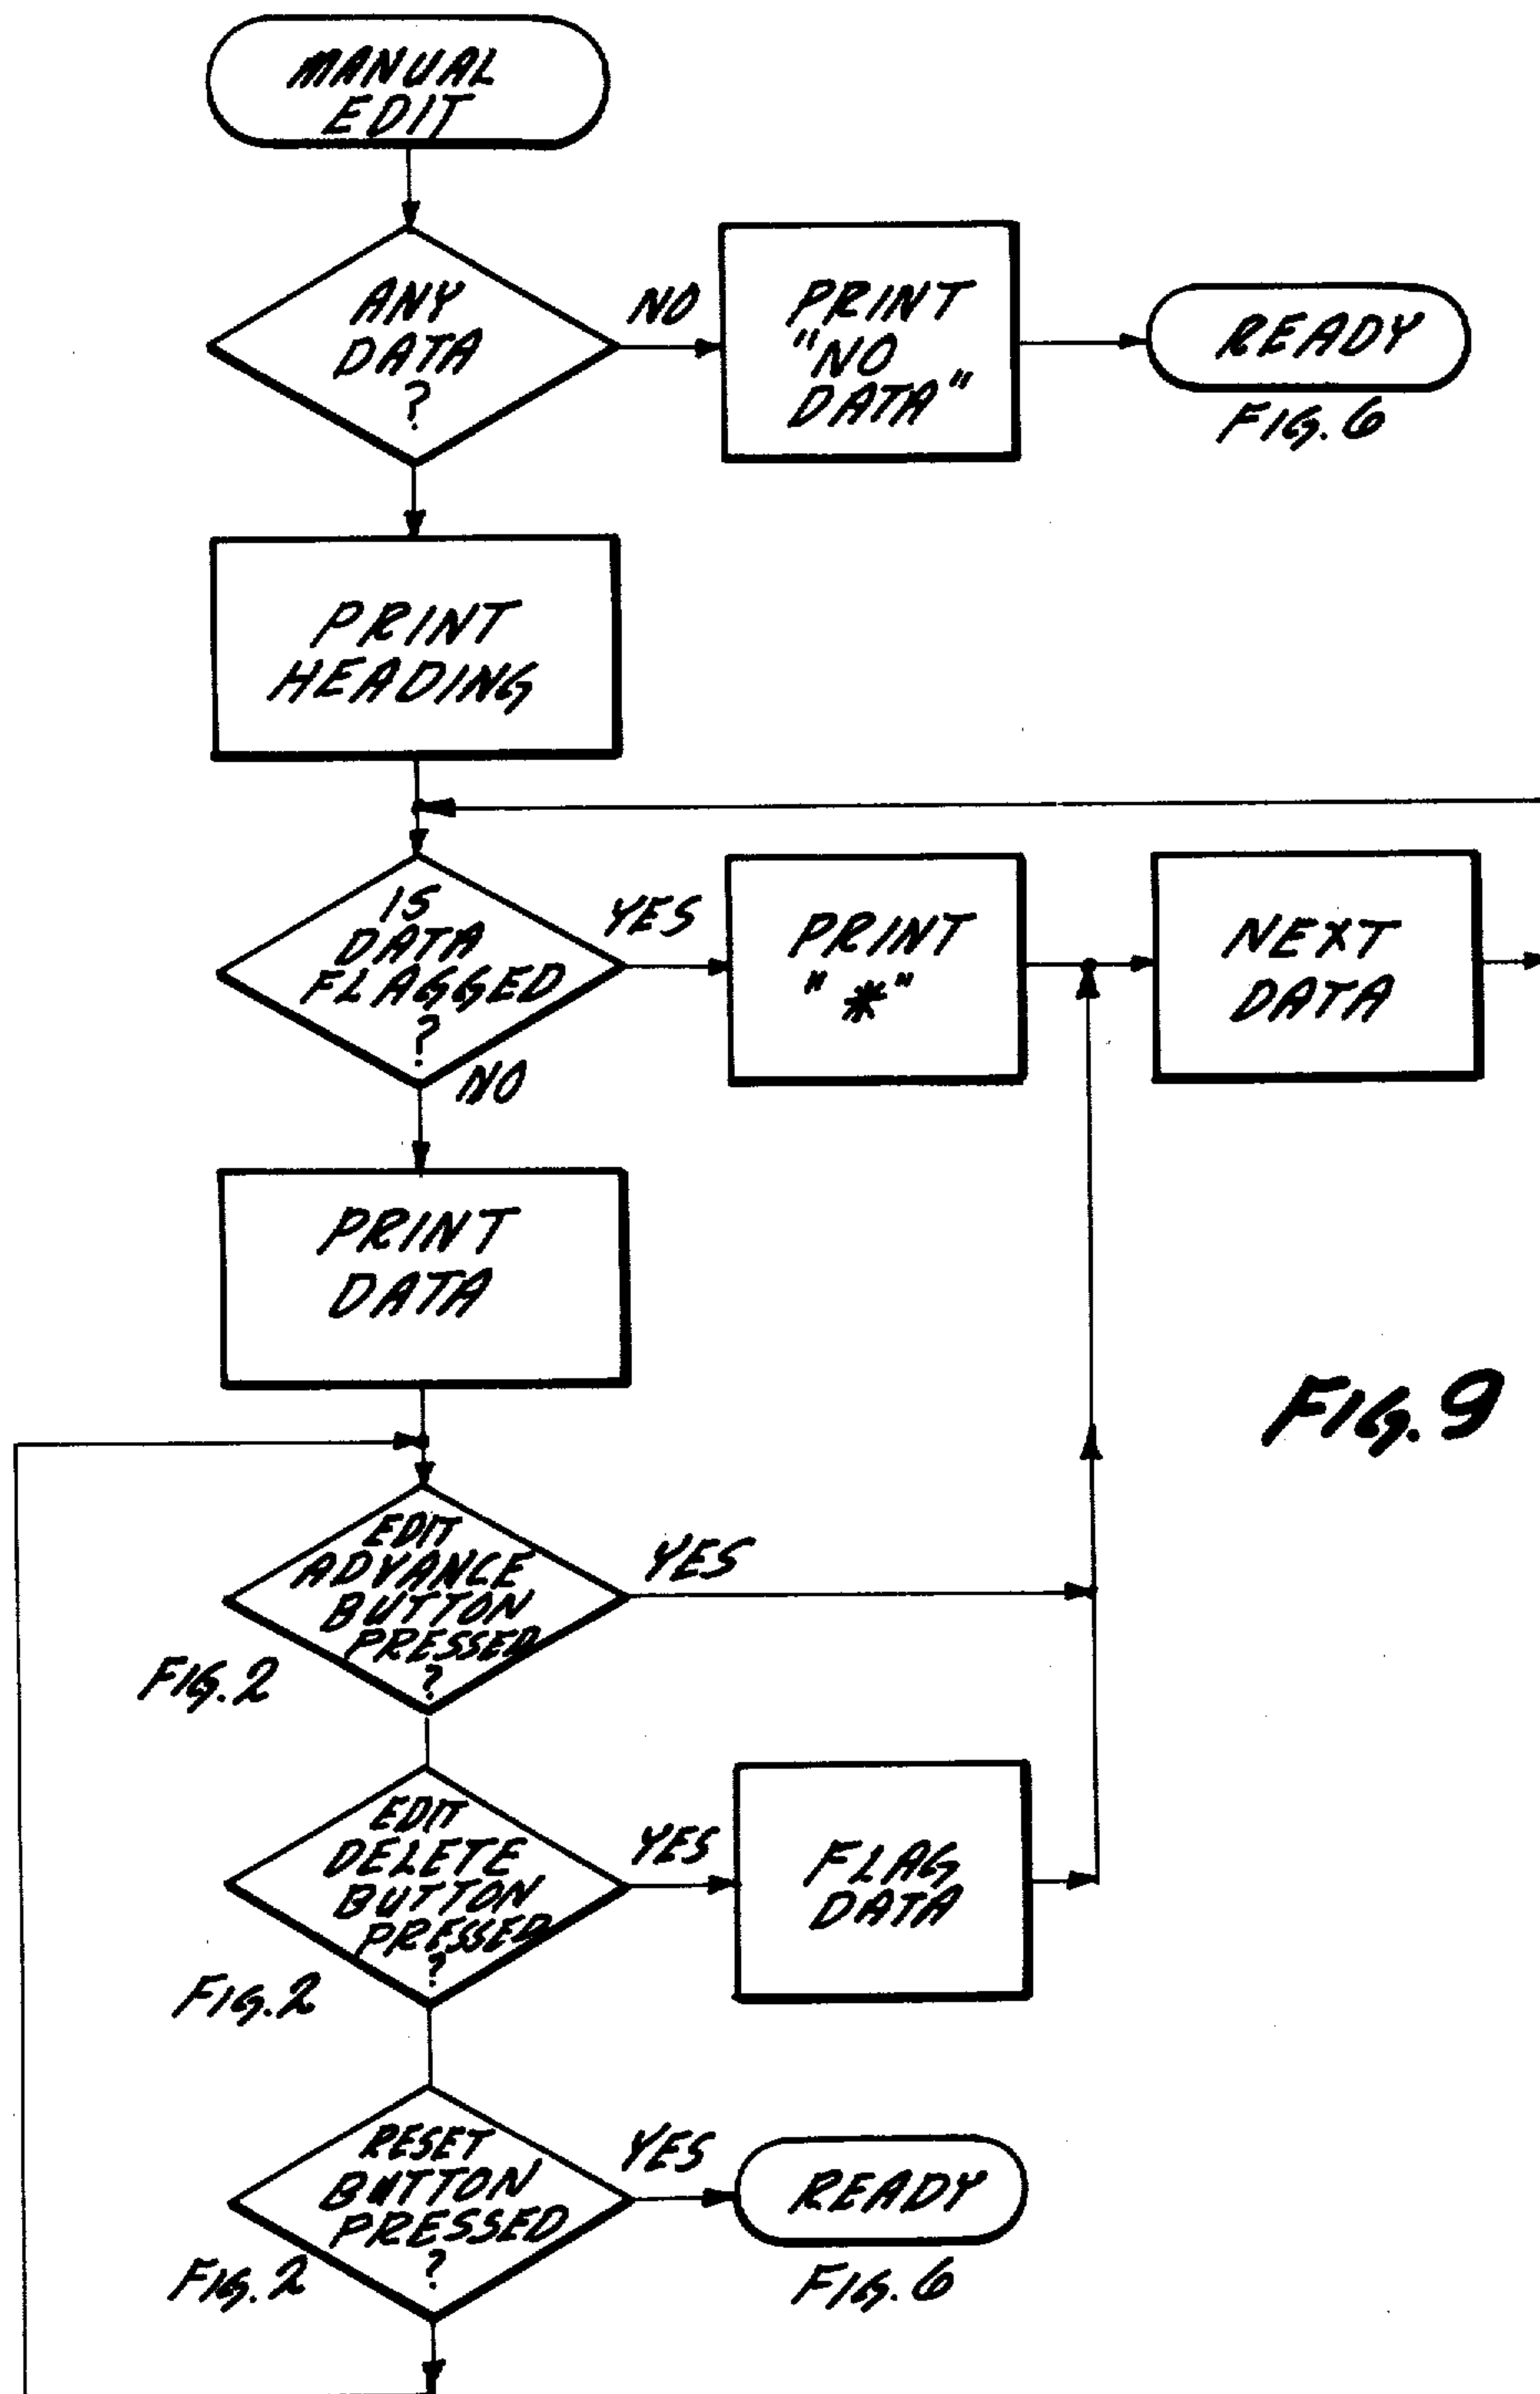 MANUAL
EDIT
ANY
DATA
?
NO
PRINT
"NO
DATA"
READY
FIG. 6
PRINT
HEADING
IS
DATA
FLAGGED
?
YES
NO
PRINT
"*"
NEXT
DATA
PRINT
DATA
FIG. 9
EDIT
ADVANCE
BUTTON
PRESSED
?
YES
FIG. 2
EDIT
DELETE
BUTTON
PRESSED
?
YES
FLAG
DATA
FIG. 2
RESET
BUTTON
PRESSED
?
YES
READY
FIG. 2
FIG. 6